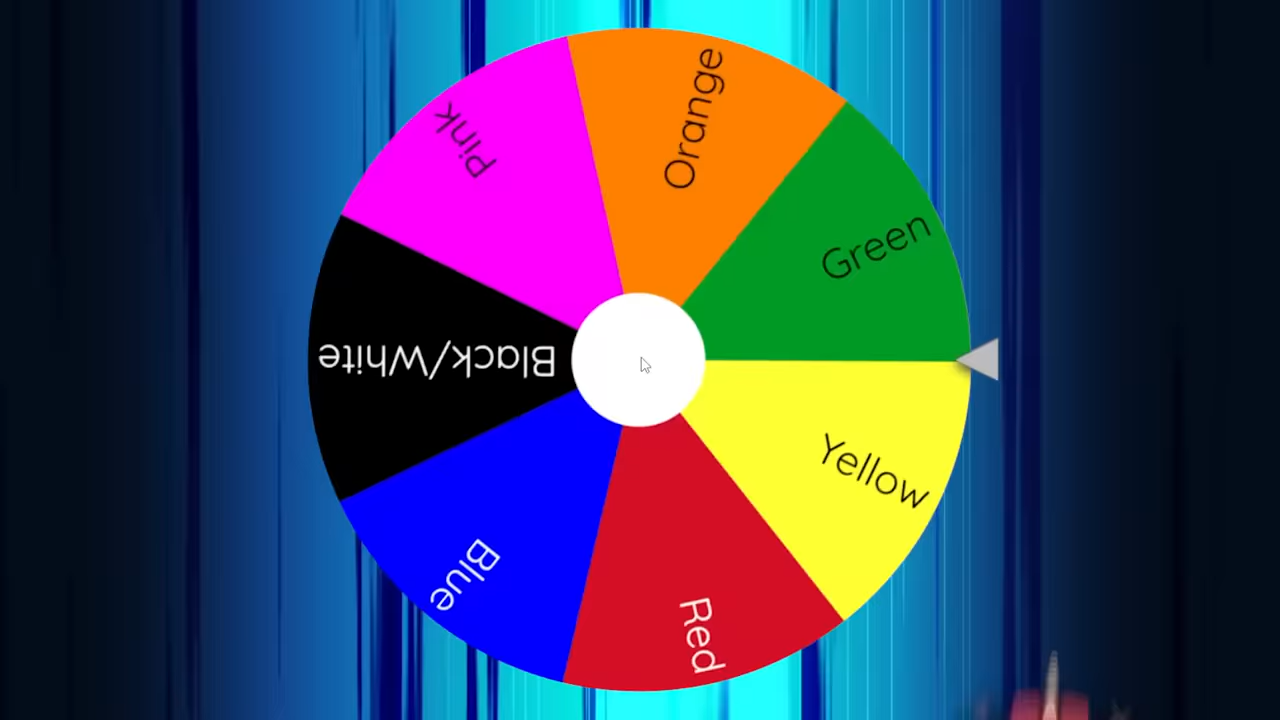 Orange
Pink
Green
Black/White
Yellow
Blue
Red